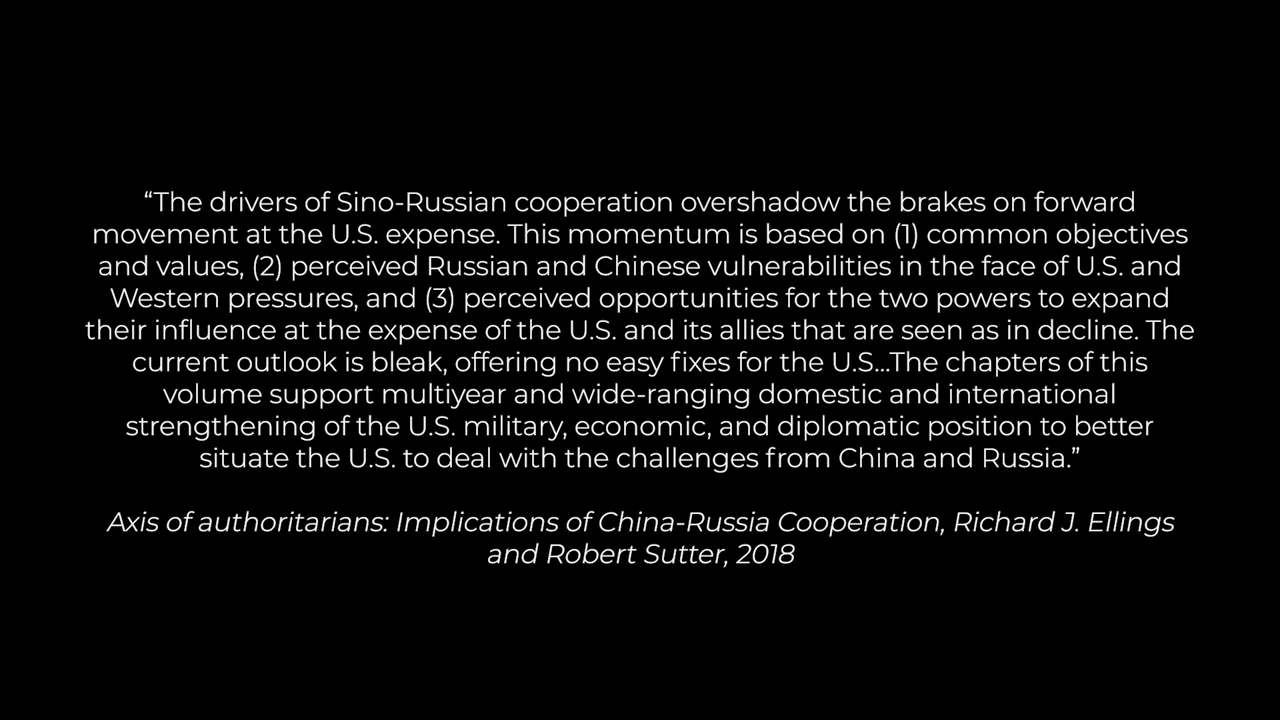 “The drivers of Sino-Russian cooperation overshadow the brakes on forward
movement at the U.S. expense. This momentum is based on (1) common objectives
and values, (2) perceived Russian and Chinese vulnerabilities in the face of U.S. and
Western pressures, and (3) perceived opportunities for the two powers to expand
their influence at the expense of the U.S. and its allies that are seen as in decline. The
current outlook is bleak, offering no easy fixes for the U.S...The chapters of this
volume support multiyear and wide-ranging domestic and international
strengthening of the U.S. military, economic, and diplomatic position to better
situate the U.S. to deal with the challenges from China and Russia.”
Axis of authoritarians: Implications of China-Russia Cooperation, Richard J. Ellings
and Robert Sutter, 2018